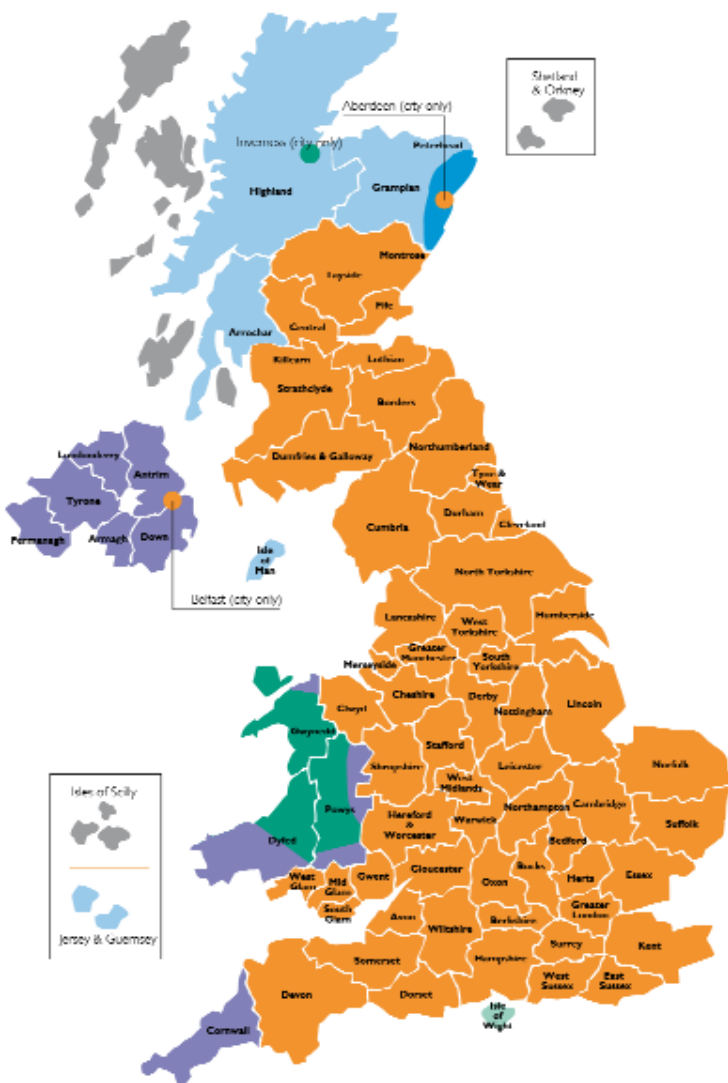 Shetland
& Orkney
Aberdeen (city only)
Inverness (city only)
Peterhead
Highland
Grampian
Montrose
Tayside
Fife
Central
Arrochar
Killearn
Lothian
Strathclyde
Borders
Dumfries & Galloway
Northumberland
Tyne &
Wear
Londonderry
Antrim
Tyrone
Fermanagh
Armagh
Down
Belfast (city only)
Isle
of
Man
Cumbria
Durham
Cleveland
North Yorkshire
Lancashire
West
Yorkshire
Humberside
Greater
Manchester
Merseyside
South
Yorkshire
Cheshire
Derby
Nottingham
Lincoln
Clwyd
Gwynedd
Stafford
Shropshire
Leicester
Norfolk
West
Midlands
Powys
Hereford
&
Worcester
Warwick
Northampton
Cambridge
Suffolk
Dyfed
Bedford
West
Glam
Mid
Glam
Gwent
South
Glam
Gloucester
Oxon
Bucks
Herts
Essex
Greater
London
Avon
Wiltshire
Berkshire
Surrey
Kent
Somerset
Hampshire
West
Sussex
East
Sussex
Devon
Dorset
Cornwall
Isle
of
Wight
Isles of Scilly
Jersey & Guernsey